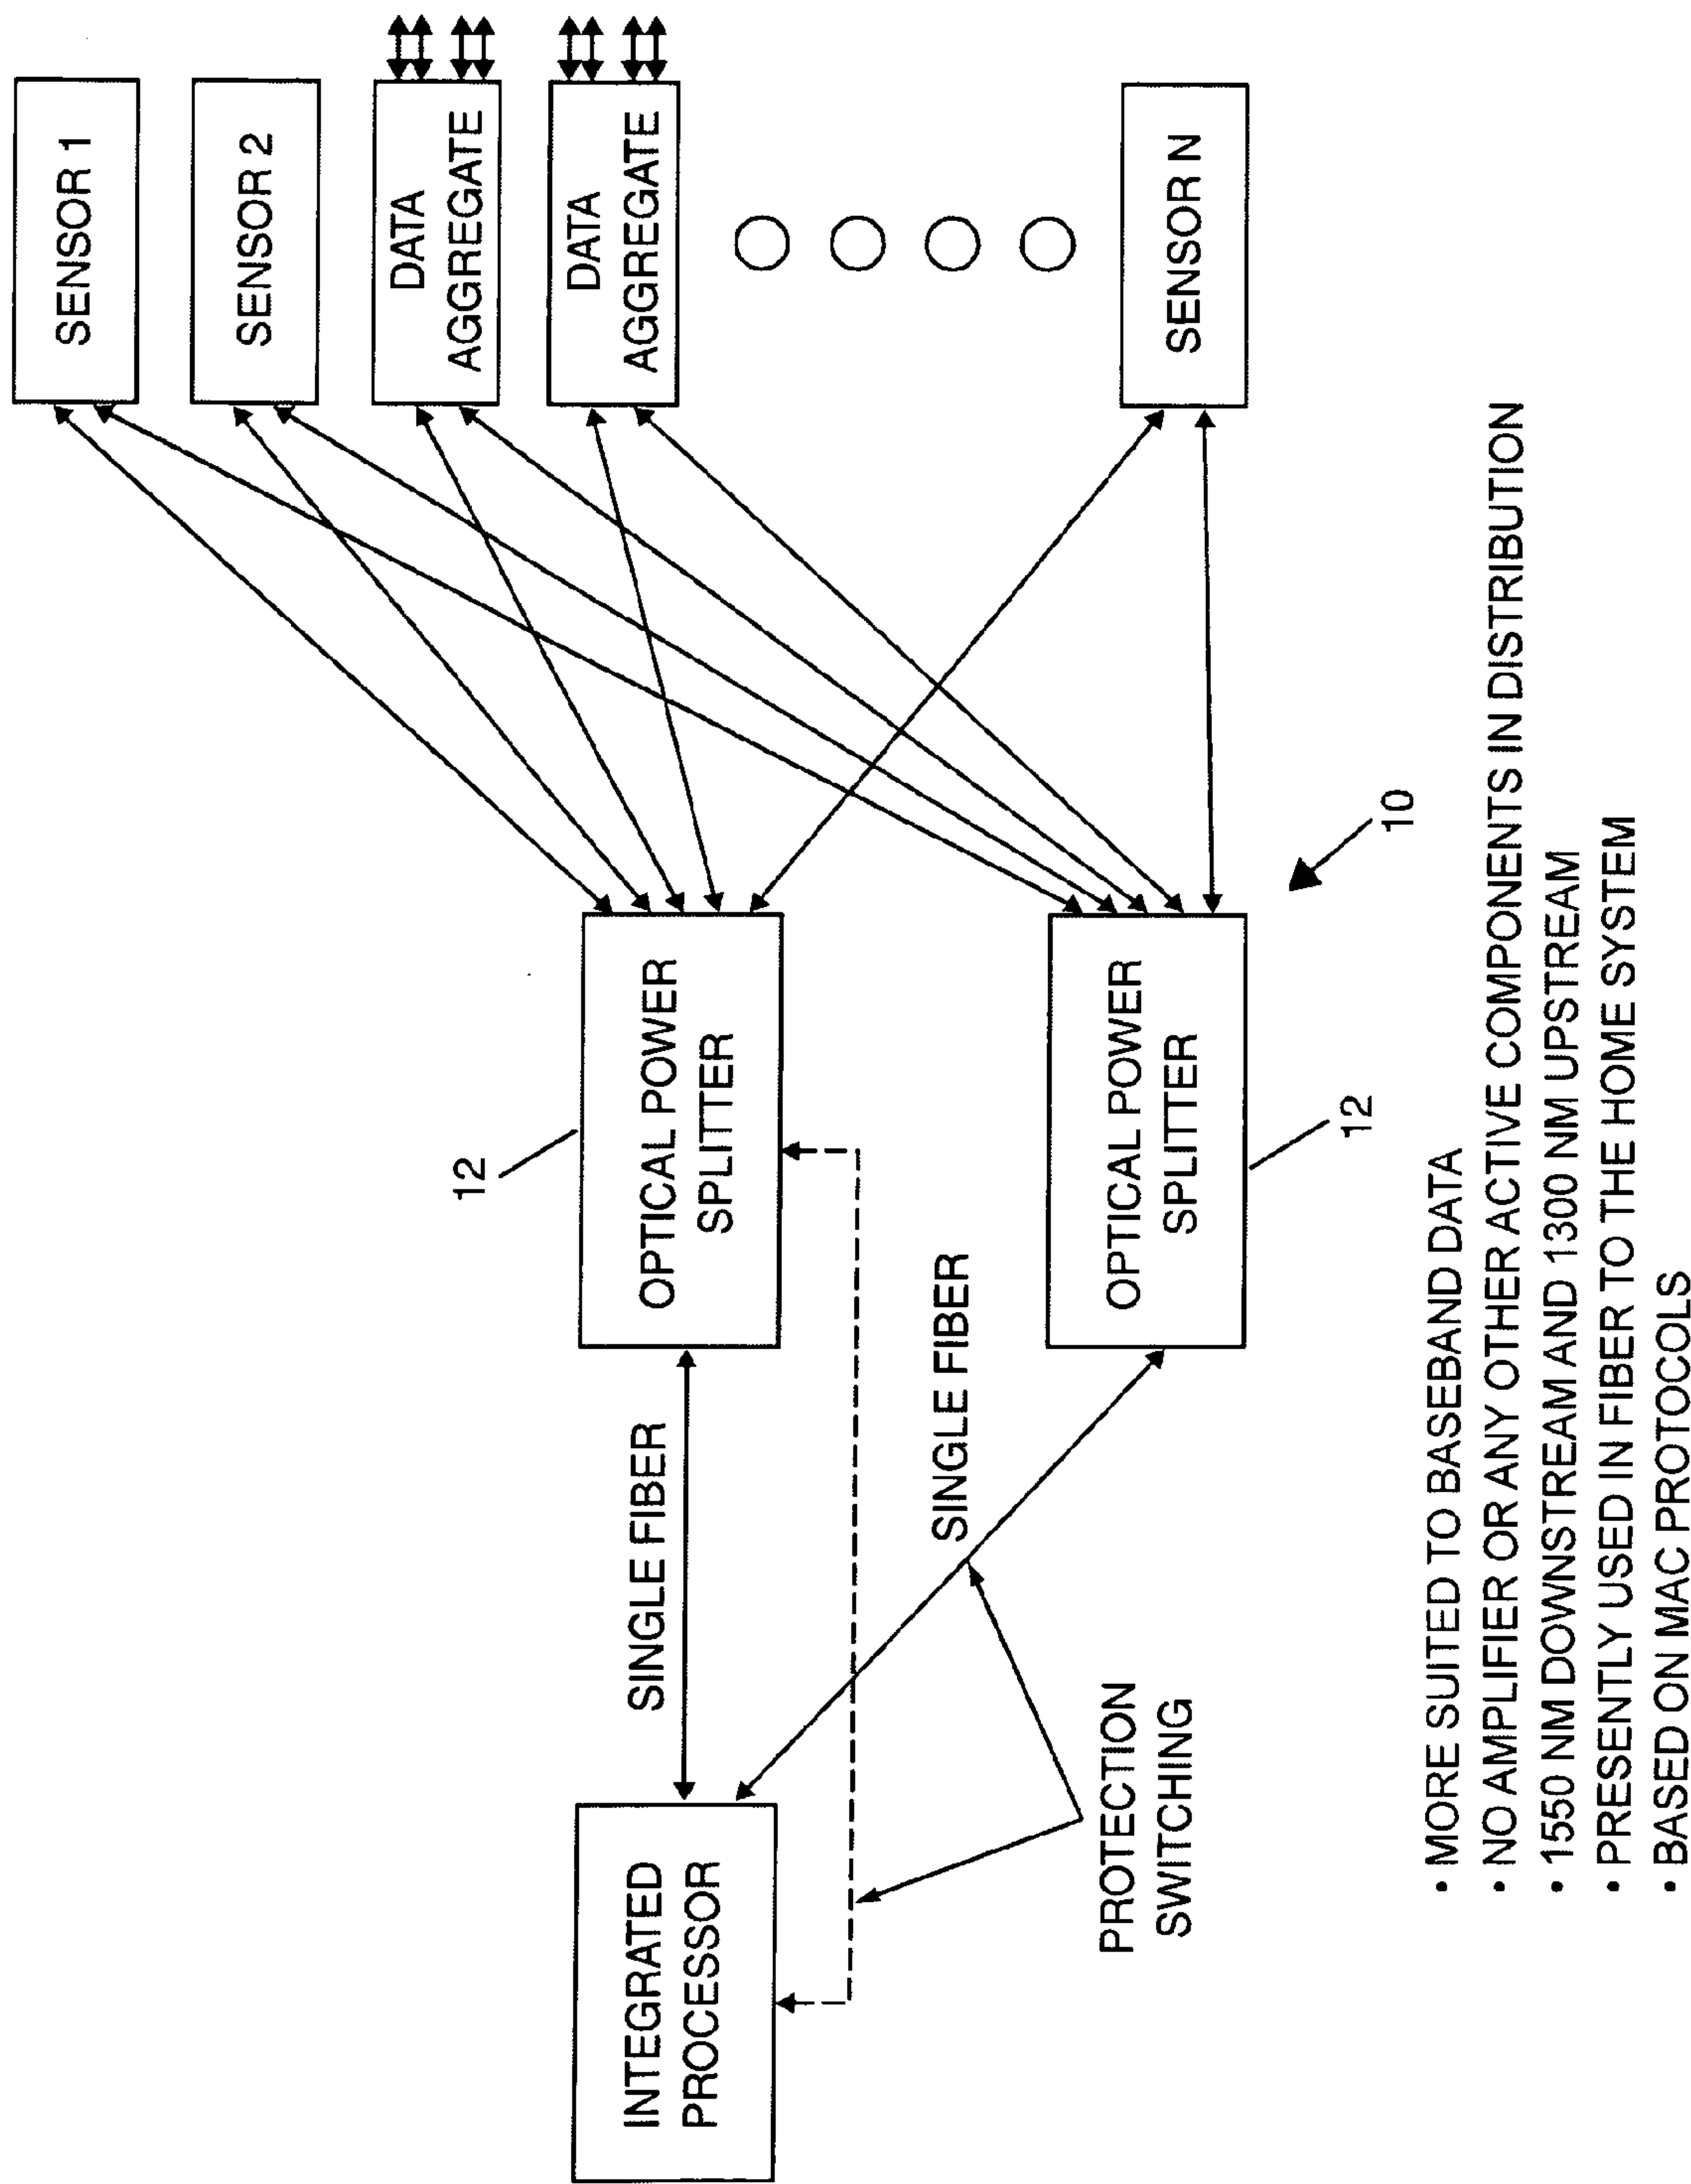 SENSOR 1
SENSOR 2
DATA
AGGREGATE
DATA
AGGREGATE
SENSOR N
12
OPTICAL POWER
SPLITTER
OPTICAL POWER
SPLITTER
12
10
SINGLE FIBER
SINGLE FIBER
INTEGRATED
PROCESSOR
PROTECTION
SWITCHING
• MORE SUITED TO BASEBAND DATA
• NO AMPLIFIER OR ANY OTHER ACTIVE COMPONENTS IN DISTRIBUTION
• 1550 NM DOWNSTREAM AND 1300 NM UPSTREAM
• PRESENTLY USED IN FIBER TO THE HOME SYSTEM
• BASED ON MAC PROTOCOLS